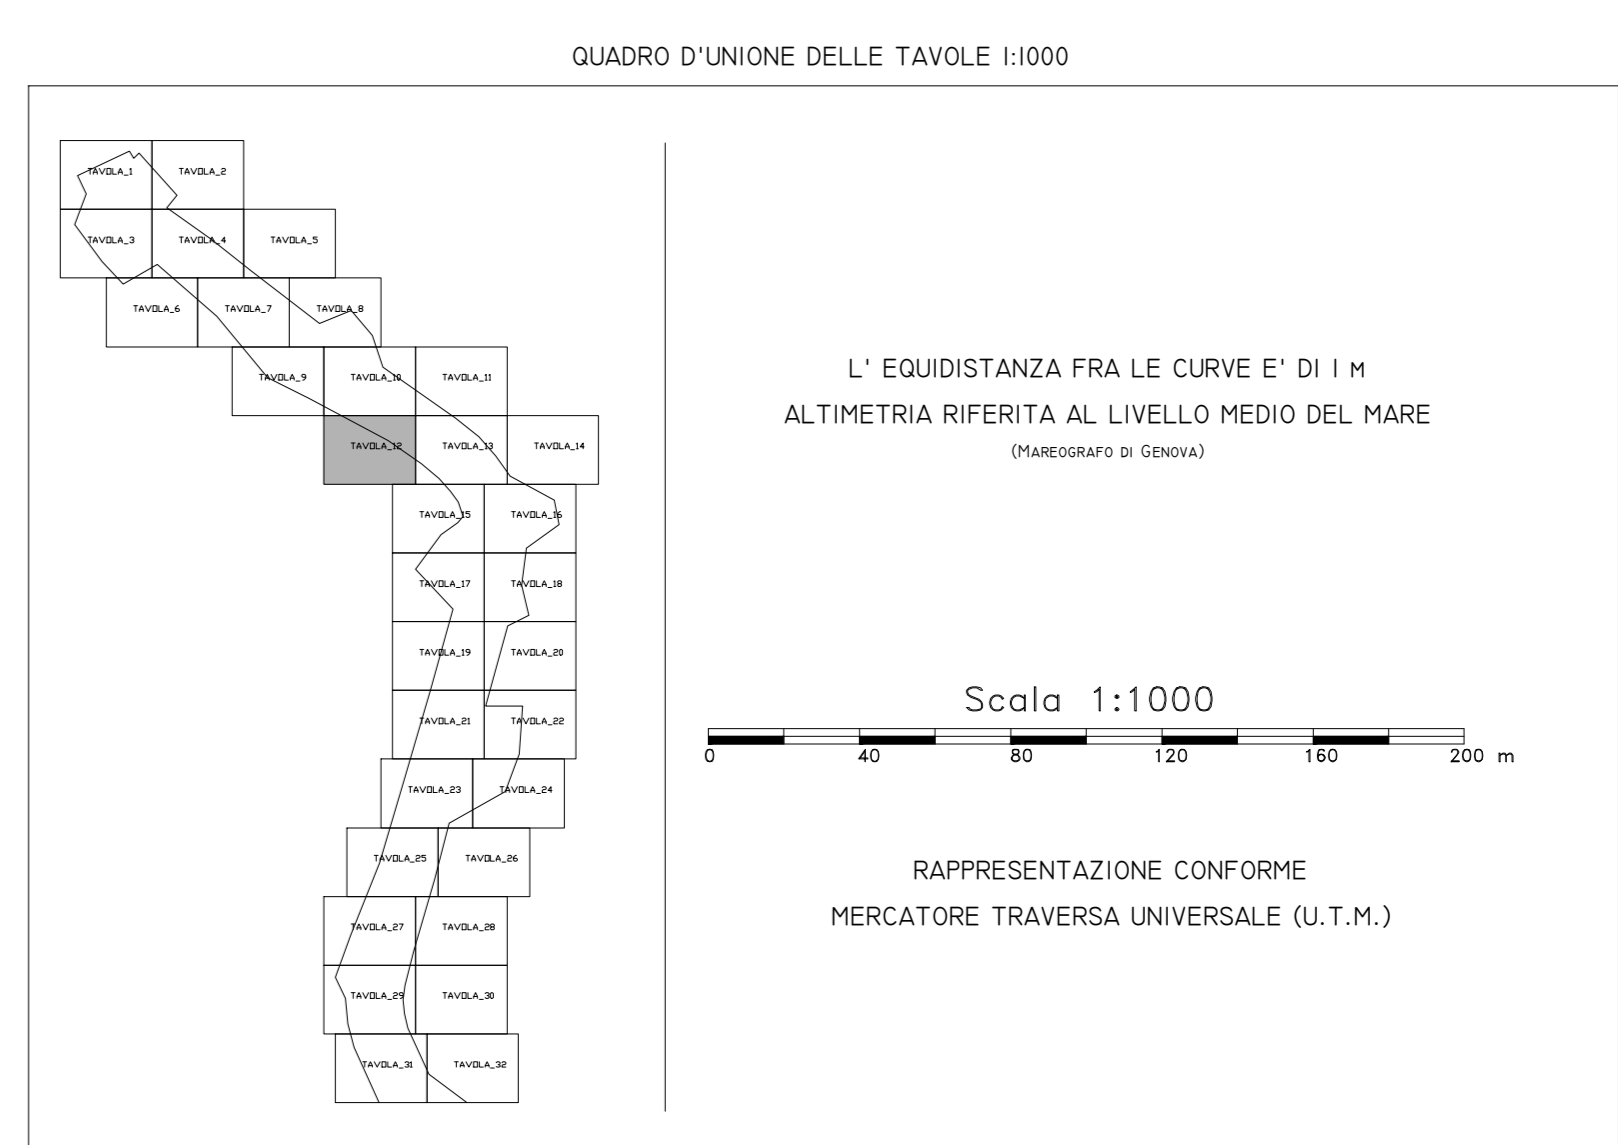 QUADRO D'UNIONE DELLE TAVOLE 1:1000
TAVOLA_1 TAVOLA_2
TAVOLA_3 TAVOLA_4 TAVOLA_5
TAVOLA_6 TAVOLA_7 TAVOLA_8
TAVOLA_9 TAVOLA_10 TAVOLA_11
TAVOLA_12 TAVOLA_13 TAVOLA_14
TAVOLA_15 TAVOLA_16
TAVOLA_17 TAVOLA_18
TAVOLA_19 TAVOLA_20
TAVOLA_21 TAVOLA_22
TAVOLA_23 TAVOLA_24
TAVOLA_25 TAVOLA_26
TAVOLA_27 TAVOLA_28
TAVOLA_29 TAVOLA_30
TAVOLA_31 TAVOLA_32
L' EQUIDISTANZA FRA LE CURVE E' DI 1 M
ALTIMETRIA RIFERITA AL LIVELLO MEDIO DEL MARE
(MAREOGRAFO DI GENOVA)
Scala 1:1000
0 40 80 120 160 200 m
RAPPRESENTAZIONE CONFORME
MERCATORE TRAVERSA UNIVERSALE (U.T.M.)